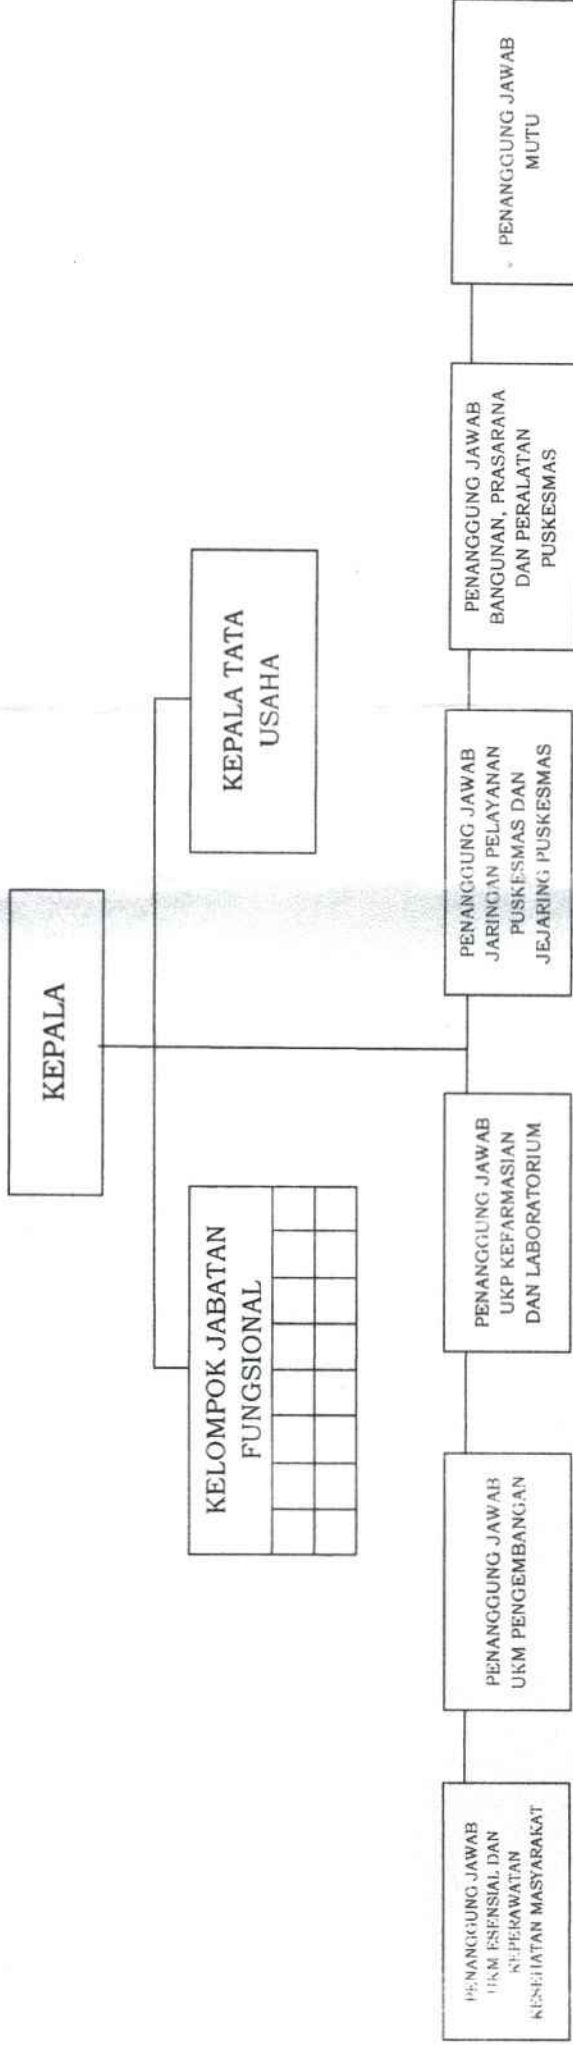 KEPALA
KELOMPOK JABATAN
FUNGSIONAL
KEPALA TATA
USAHA
PENANGGUNG JAWAB
UKM ESENSIAL DAN
KEPERAWATAN
KESEHATAN MASYARAKAT
PENANGGUNG JAWAB
UKM PENGEMBANGAN
PENANGGUNG JAWAB
UKP KEFARMASIAN
DAN LABORATORIUM
PENANGGUNG JAWAB
JARINGAN PELAYANAN
PUSKESMAS DAN
JEJARING PUSKESMAS
PENANGGUNG JAWAB
BANGUNAN, PRASARANA
DAN PERALATAN
PUSKESMAS
PENANGGUNG JAWAB
MUTU